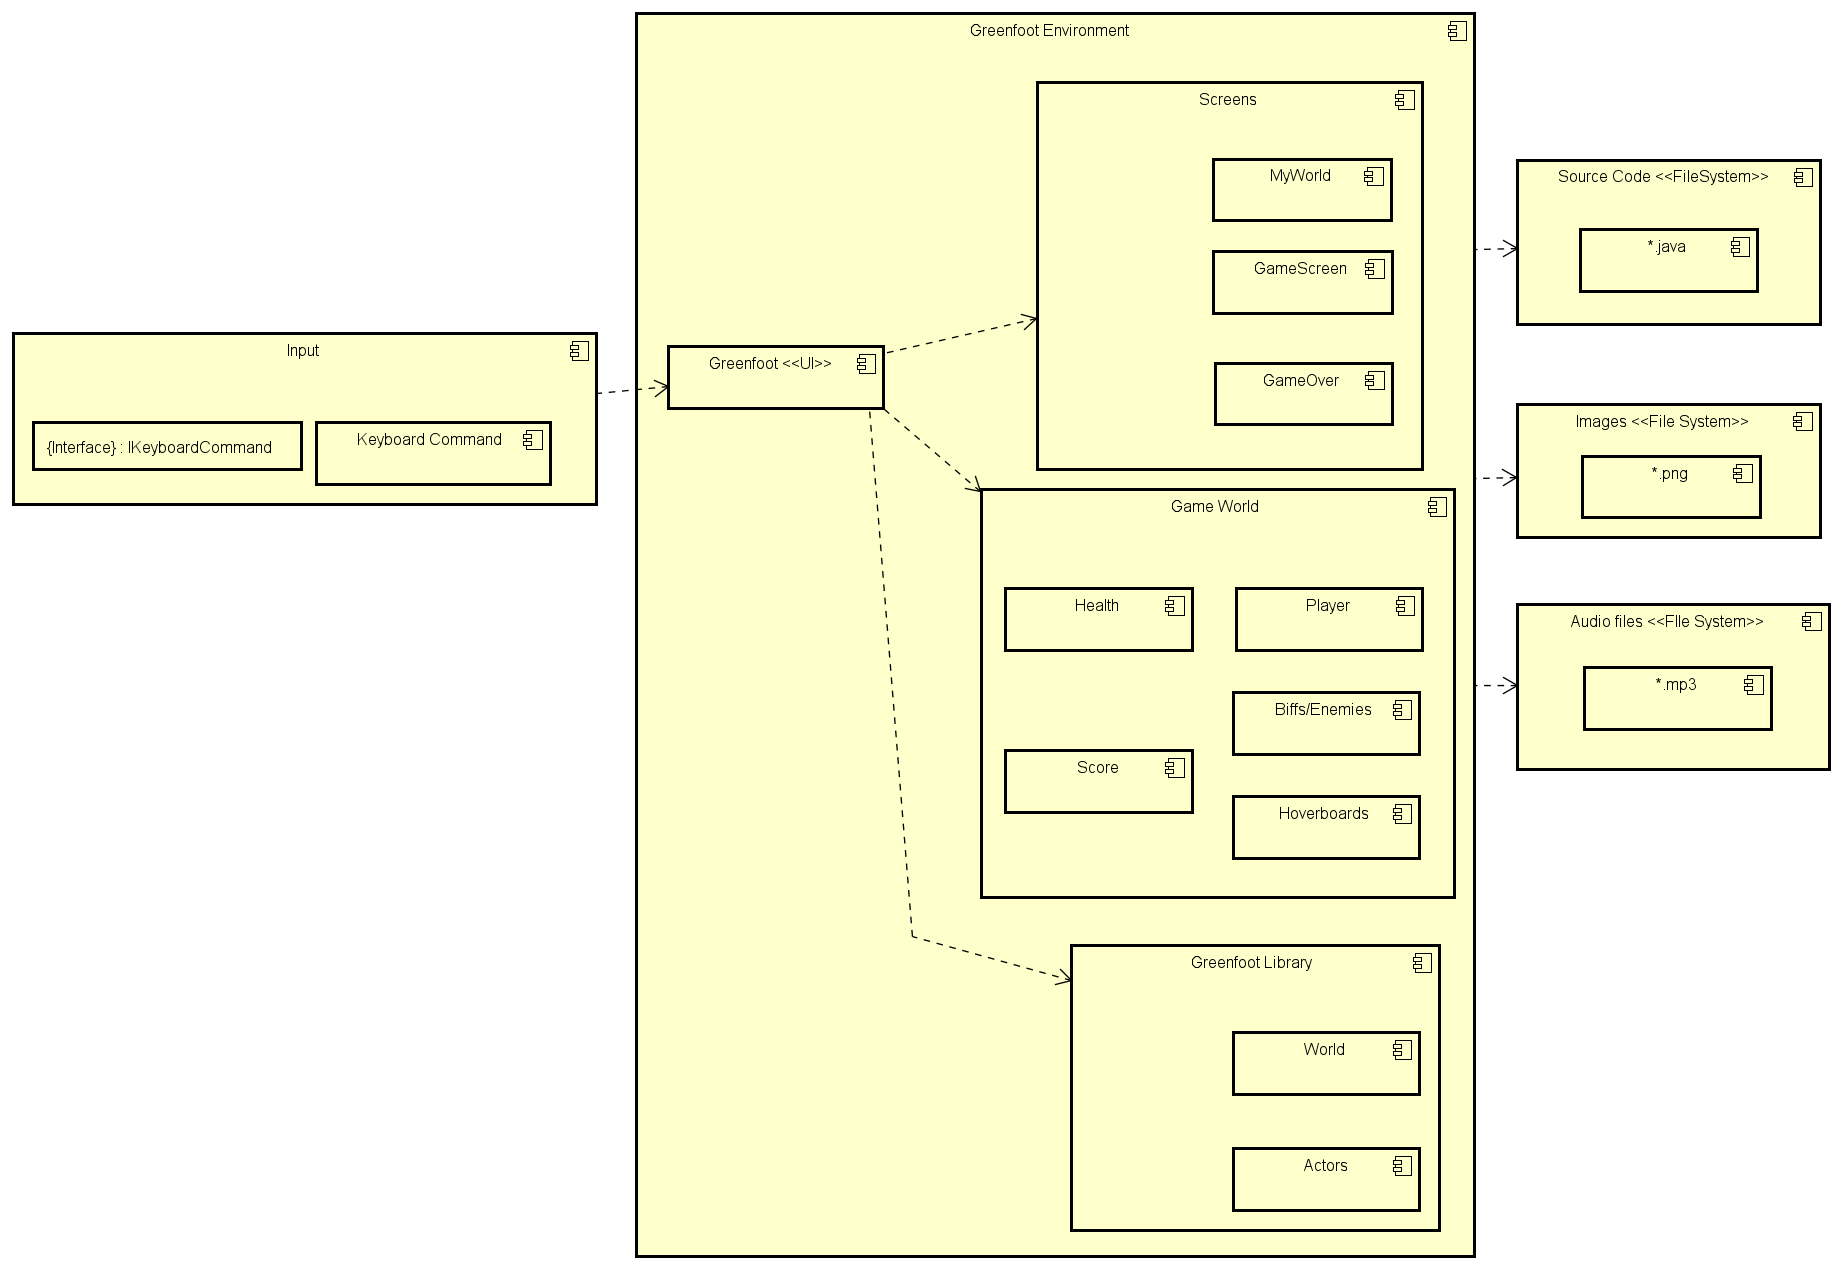 Greenfoot Environment
Screens
MyWorld
GameScreen
GameOver
Input
{Interface} : IKeyboardCommand
Keyboard Command
Greenfoot <<UI>>
Game World
Health
Player
Biffs/Enemies
Score
Hoverboards
Greenfoot Library
World
Actors
Source Code <<FileSystem>>
*.java
Images <<File System>>
*.png
Audio files <<FIle System>>
*.mp3